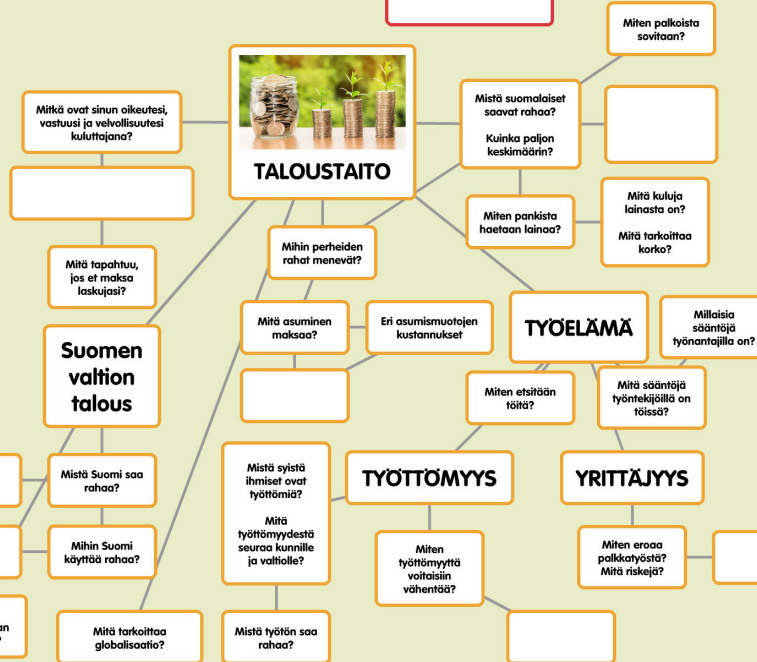 Miten palkoista
sovitaan?
Mitkä ovat sinun oikeutesi,
vastuusi ja velvollisuutesi
kuluttajana?
TALOUSTAITO
Mistä suomalaiset
saavat rahaa?
Kuinka paljon
keskimäärin?
Mitä kuluja
lainasta on?
Mitä tarkoittaa
korko?
Miten pankista
haetaan lainaa?
Mihin perheiden
rahat menevät?
Mitä tapahtuu,
jos et maksa
laskujasi?
Mitä asuminen
maksaa?
Eri asumismuotojen
kustannukset
TYÖELÄMÄ
Millaisia
sääntöjä
työnantajilla on?
Suomen
valtion
talous
Miten etsitään
töitä?
Mitä sääntöjä
työntekijöillä on
töissä?
Mistä Suomi saa
rahaa?
Mistä syistä
ihmiset ovat
työttömiä?
Mitä
työttömyydestä
seuraa kunnille
ja valtiolle?
TYÖTTÖMYYS
YRITTÄJYYS
Mihin Suomi
käyttää rahaa?
Miten
työttömyyttä
voitaisiin
vähentää?
Miten eroaa
palkkatyöstä?
Mitä riskejä?
an
?
Mitä tarkoittaa
globalisaatio?
Mistä työtön saa
rahaa?